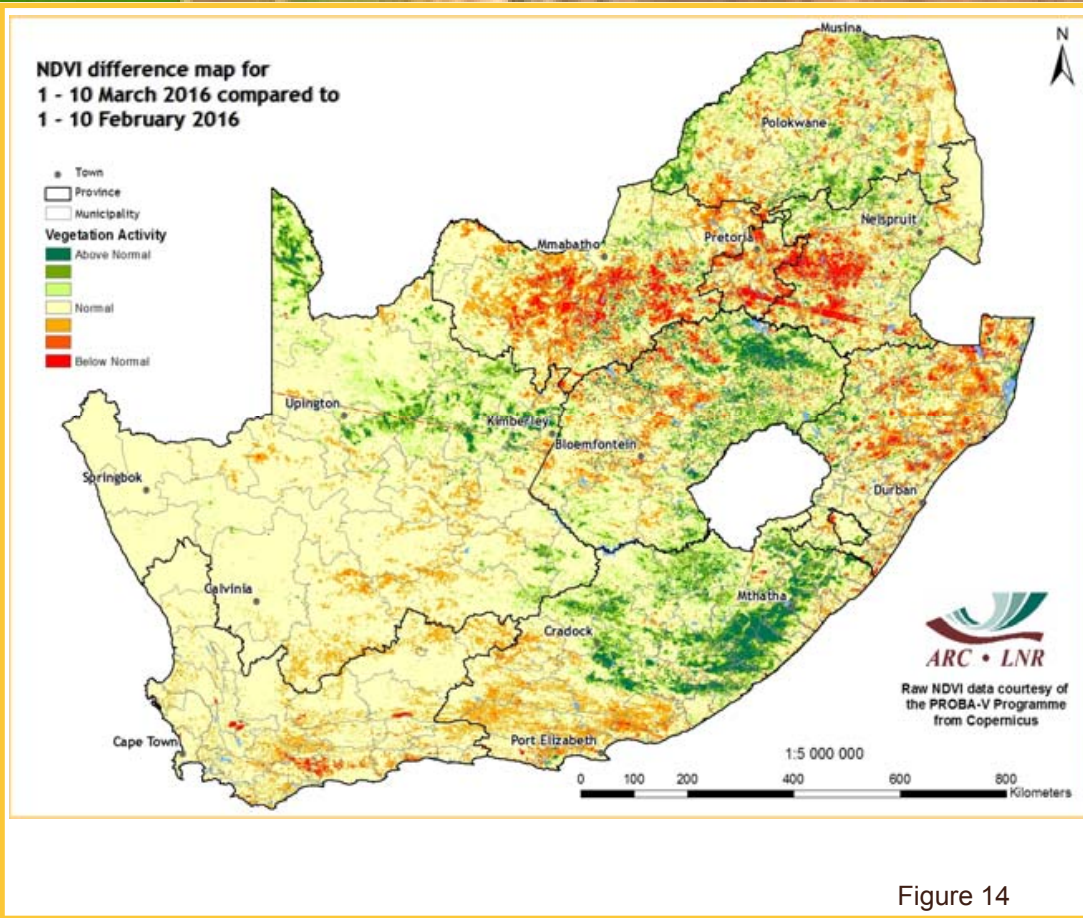 NDVI difference map for
1 - 10 March 2016 compared to
1 - 10 February 2016
Town
Province
Municipality
Vegetation Activity
Above Normal
Normal
Below Normal
N
Musina
Polokwane
Nelspruit
Pretoria
Mmabatho
Upington
Kimberley
Bloemfontein
Springbok
Durban
Calvinia
Mthatha
Cradock
Cape Town
Port Elizabeth
ARC • LNR
Raw NDVI data courtesy of
the PROBA-V Programme
from Copernicus
1:5 000 000
0 100 200 400 600 800
Kilometers
Figure 14